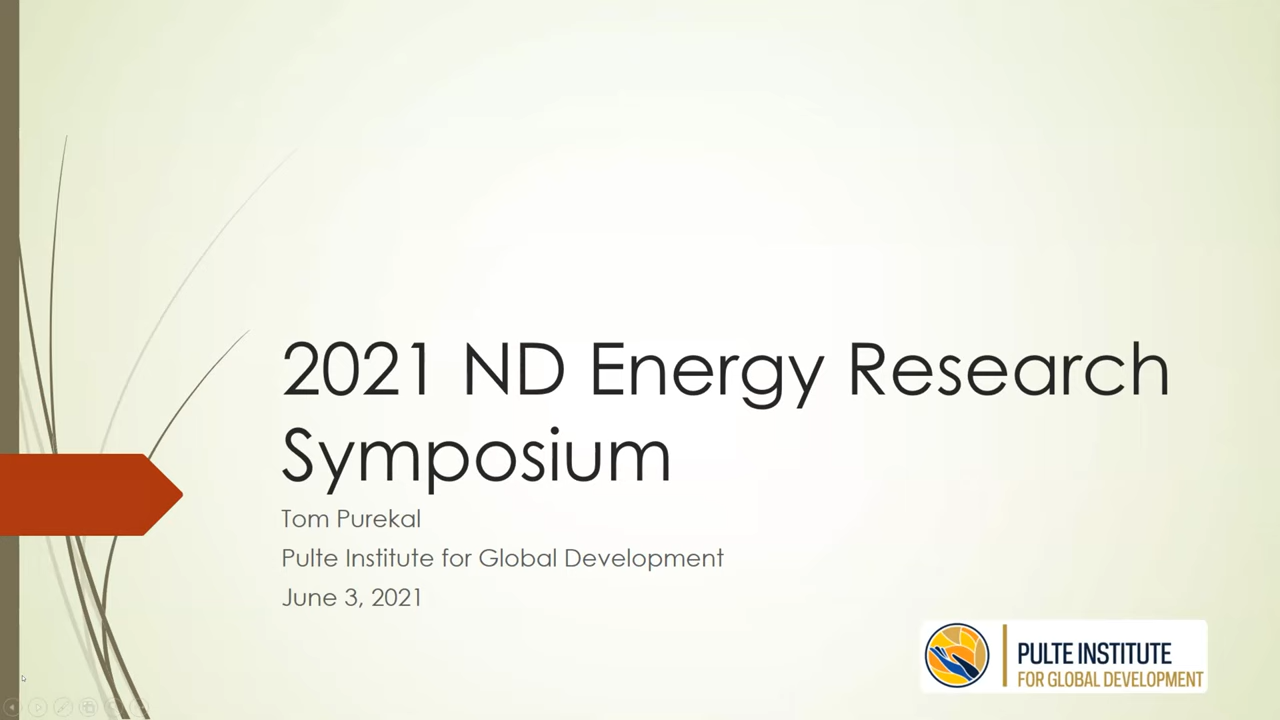 2021 ND Energy Research
Symposium
Tom Purekal
Pulte Institute for Global Development
June 3, 2021
PULTE INSTITUTE
FOR GLOBAL DEVELOPMENT